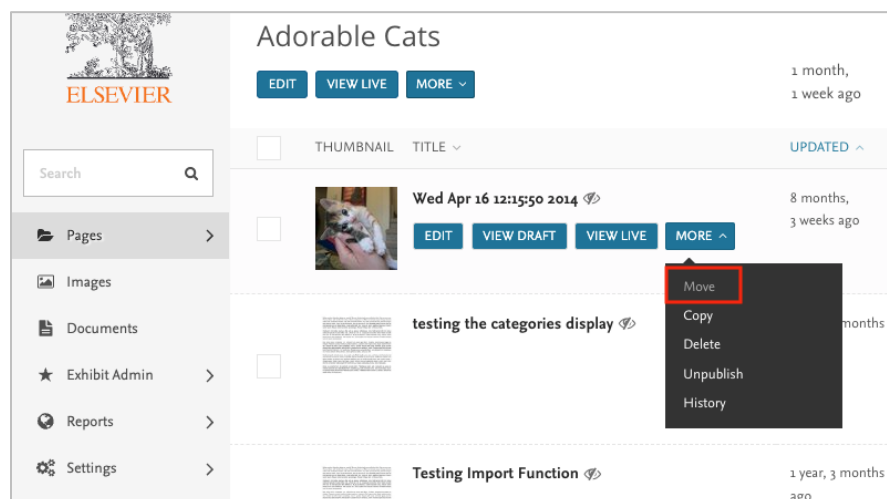 ELSEVIER
Search
Pages
Images
Documents
Exhibit Admin
Reports
Settings
Adorable Cats
EDIT VIEW LIVE MORE
1 month,
1 week ago
THUMBNAIL TITLE UPDATED
Wed Apr 16 12:15:50 2014
8 months,
3 weeks ago
EDIT VIEW DRAFT VIEW LIVE MORE
Move
Copy
Delete
Unpublish
History
testing the categories display
months
Testing Import Function
1 year, 3 months
ago